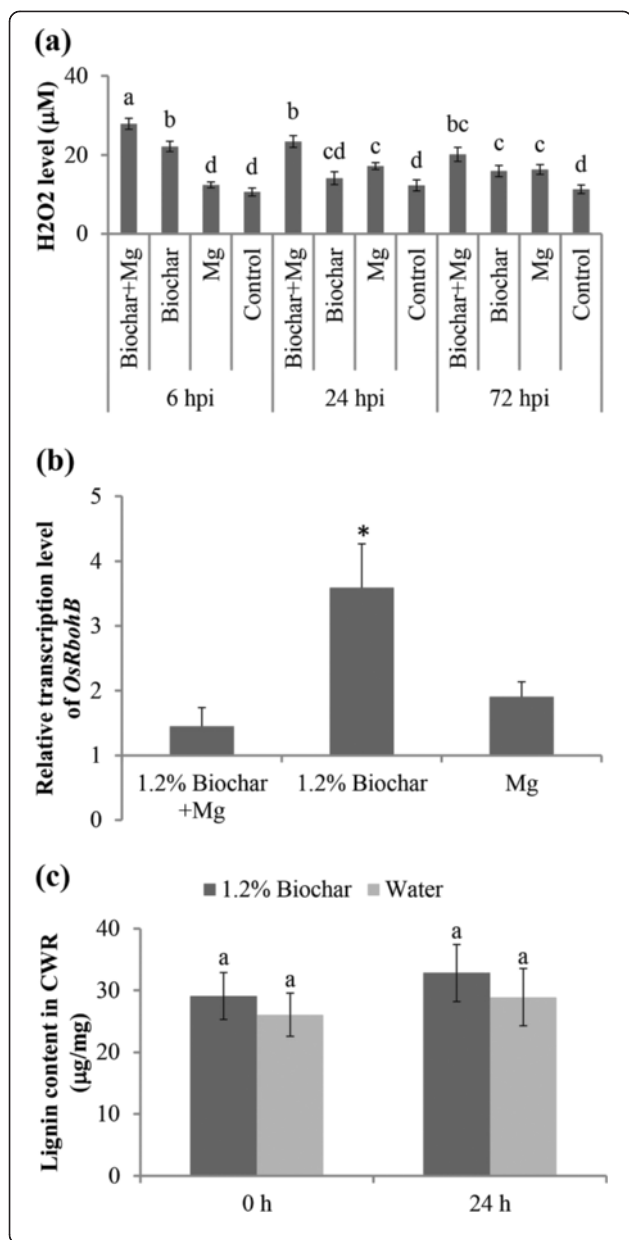 (a)
H2O2 level (µM)
40
20
0
a
b
d
d
b
cd
c
d
bc
c
c
d
Biochar+Mg
Biochar
Mg
Control
Biochar+Mg
Biochar
Mg
Control
Biochar+Mg
Biochar
Mg
Control
6 hpi
24 hpi
72 hpi
(b)
Relative transcription level
of OsRbohB
5
4
3
2
1
0
*
1.2% Biochar
+Mg
1.2% Biochar
Mg
(c)
1.2% Biochar
Water
Lignin content in CWR
(µg/mg)
40
30
20
10
0
a
a
a
a
0 h
24 h